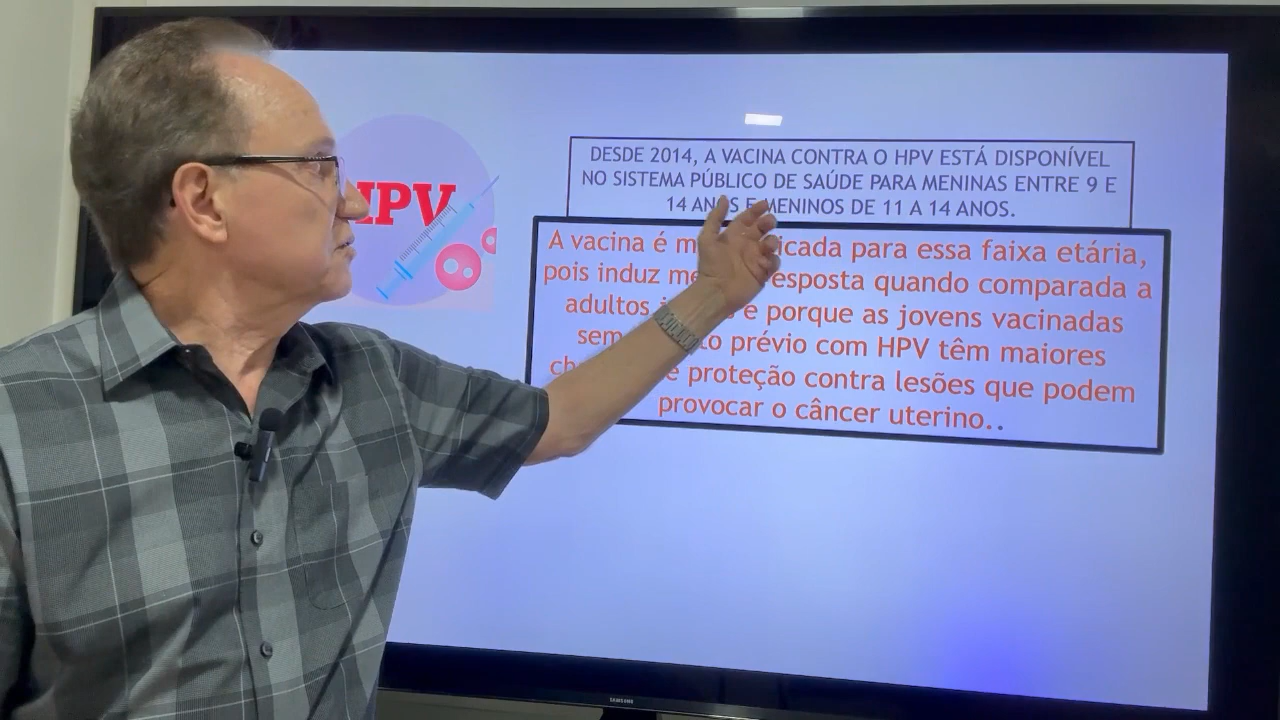 HPV
DESDE 2014, A VACINA CONTRA O HPV ESTÁ DISPONÍVEL
NO SISTEMA PÚBLICO DE SAÚDE PARA MENINAS ENTRE 9 E
14 ANOS E MENINOS DE 11 A 14 ANOS.
A vacina é para essa faixa etária,
pois induz resposta quando comparada a
adultos e porque as jovens vacinadas
prévio com HPV têm maiores
proteção contra lesões que podem
provocar o câncer uterino..
SAMSUNG